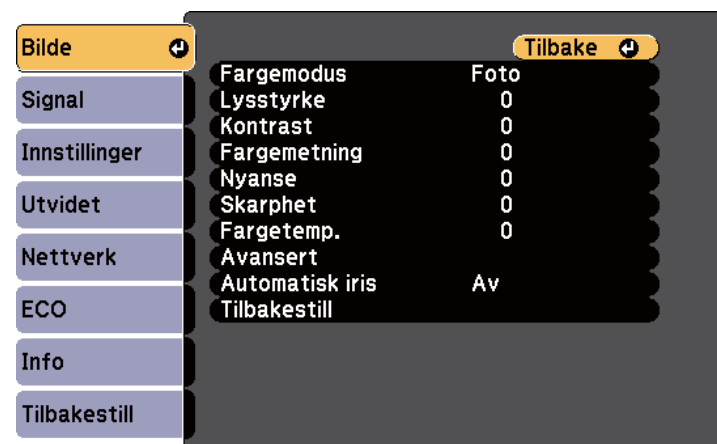 Bilde
Signal
Innstillinger
Utvidet
Nettverk
ECO
Info
Tilbakestill
Tilbake
Fargemodus Foto
Lysstyrke 0
Kontrast 0
Fargemetning 0
Nyanse 0
Skarphet 0
Fargetemp. 0
Avansert
Automatisk iris Av
Tilbakestill